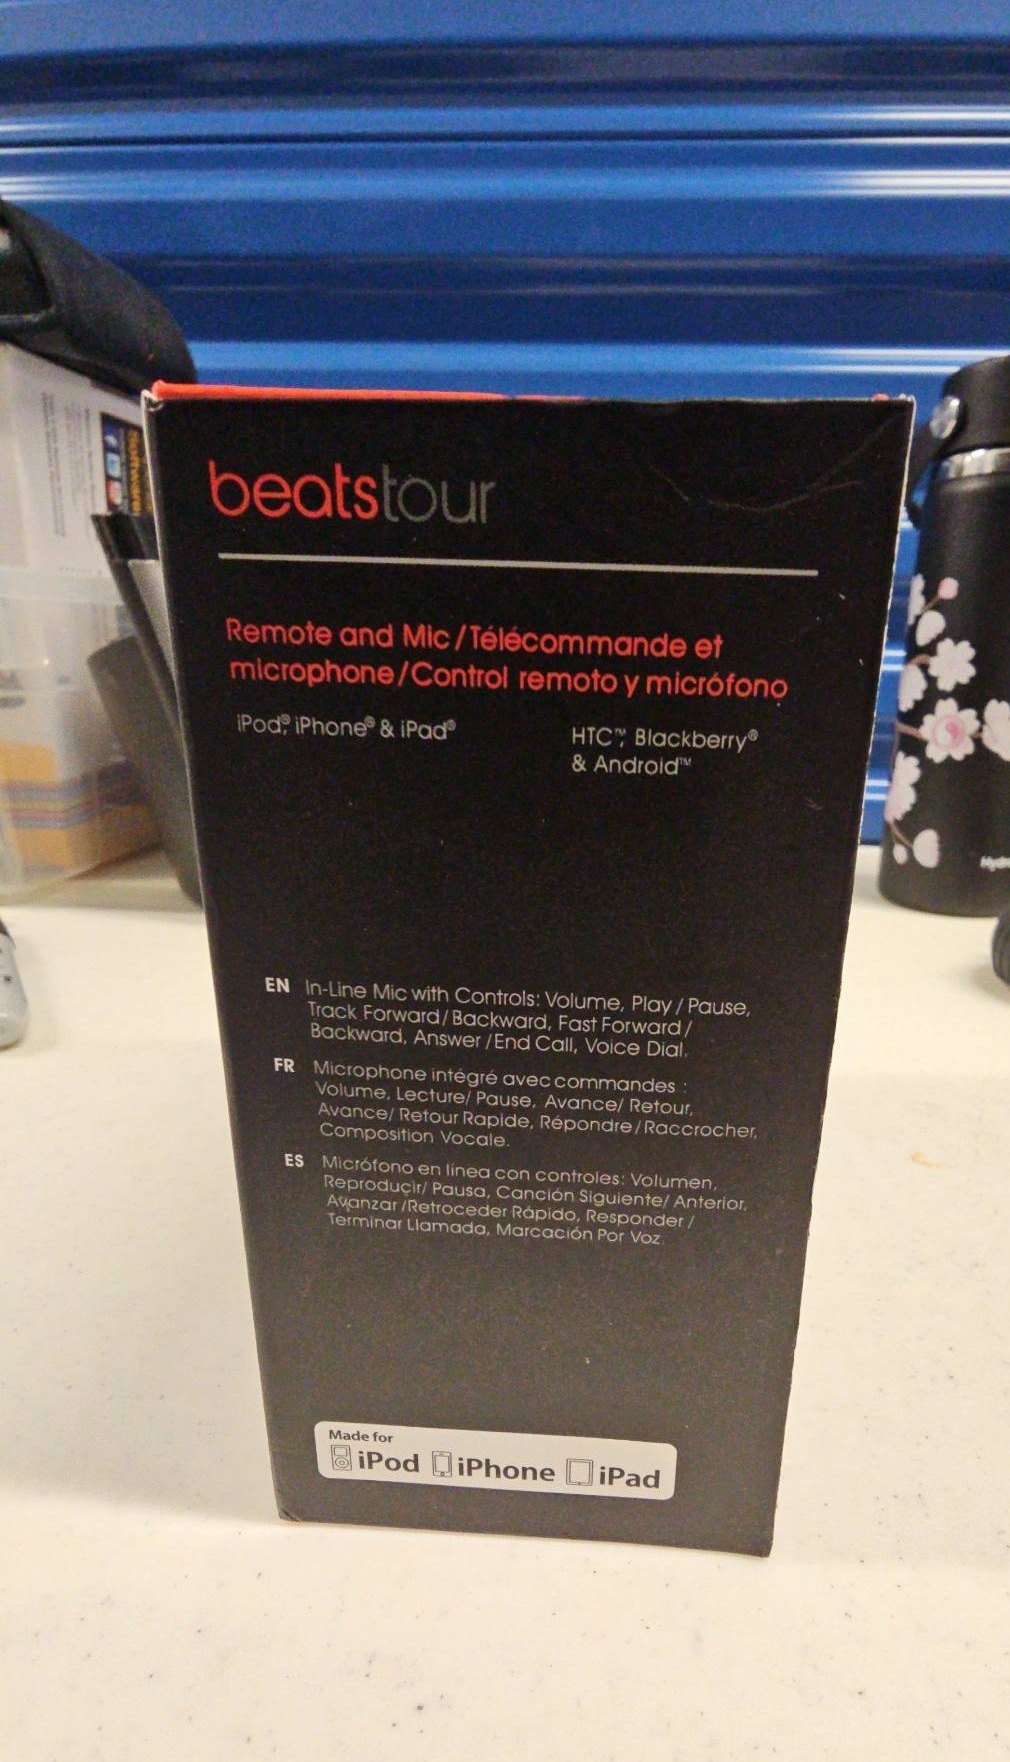 beatstour
Remote and Mic/Télécommande et
microphone/Control remoto y micrófono
iPod®, iPhone® & iPad®
HTC™, Blackberry®
& Android™
EN In-Line Mic with Controls: Volume, Play / Pause,
Track Forward/Backward, Fast Forward /
Backward, Answer /End Call, Voice Dial.
FR Microphone intégré avec commandes :
Volume, Lecture/ Pause, Avance/ Retour,
Avance/ Retour Rapide, Répondre/Raccrocher,
Composition Vocale.
ES Micrófono en línea con controles: Volumen,
Reproducir/ Pausa, Canción Siguiente/ Anterior,
Avanzar /Retroceder Rápido, Responder /
Terminar Llamada, Marcación Por Voz.
Made for
iPod iPhone iPad